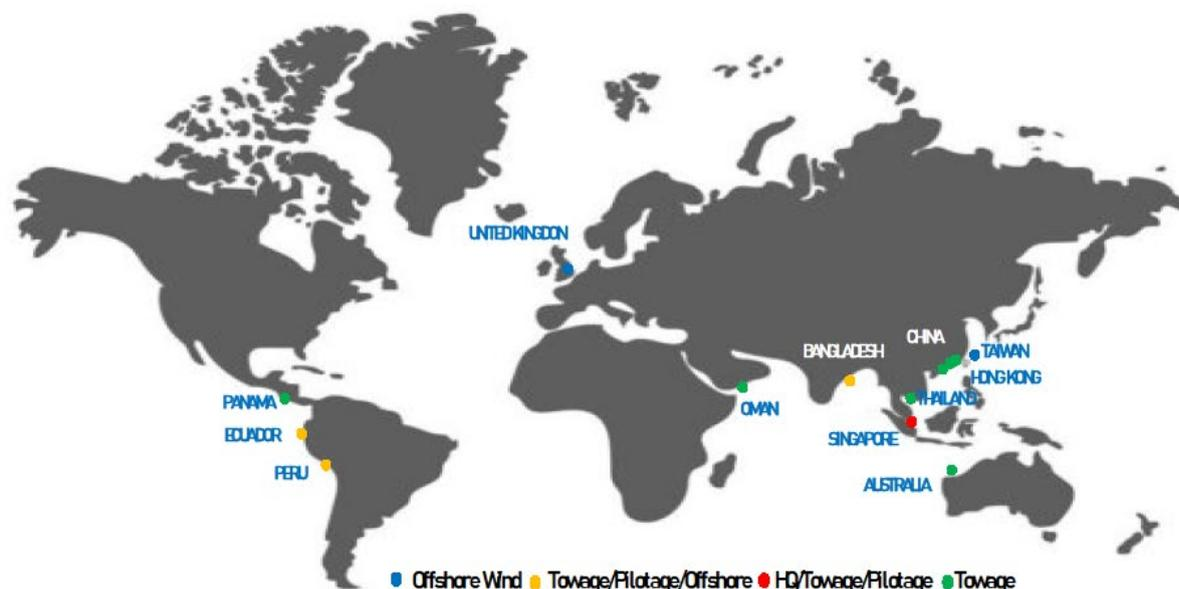 UNITED KINGDON
CHINA
BANGLADESH
TAIWAN
HONG KONG
PANAMA
OMAN
THAILAND
ECUADOR
SINGAPORE
PERU
AUSTRALIA
Offshore Wind Towage/Pilotage/Offshore HQ/Towage/Pilotage Towage